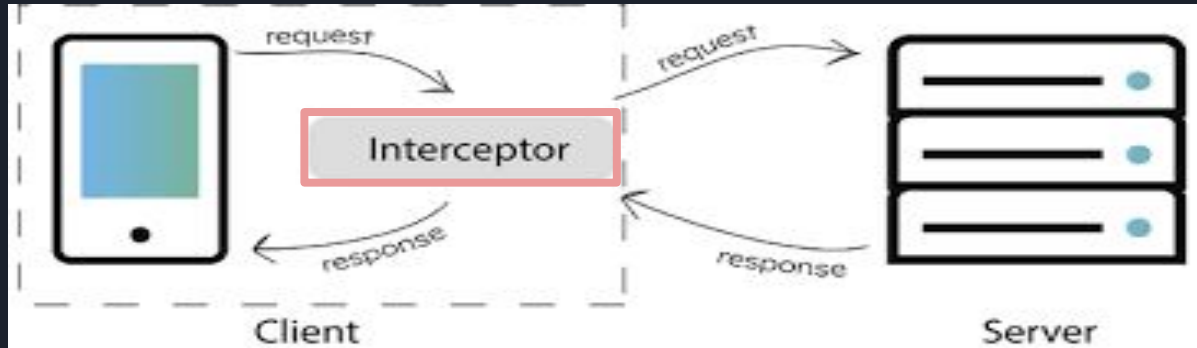 request
request
Interceptor
response
response
Client
Server